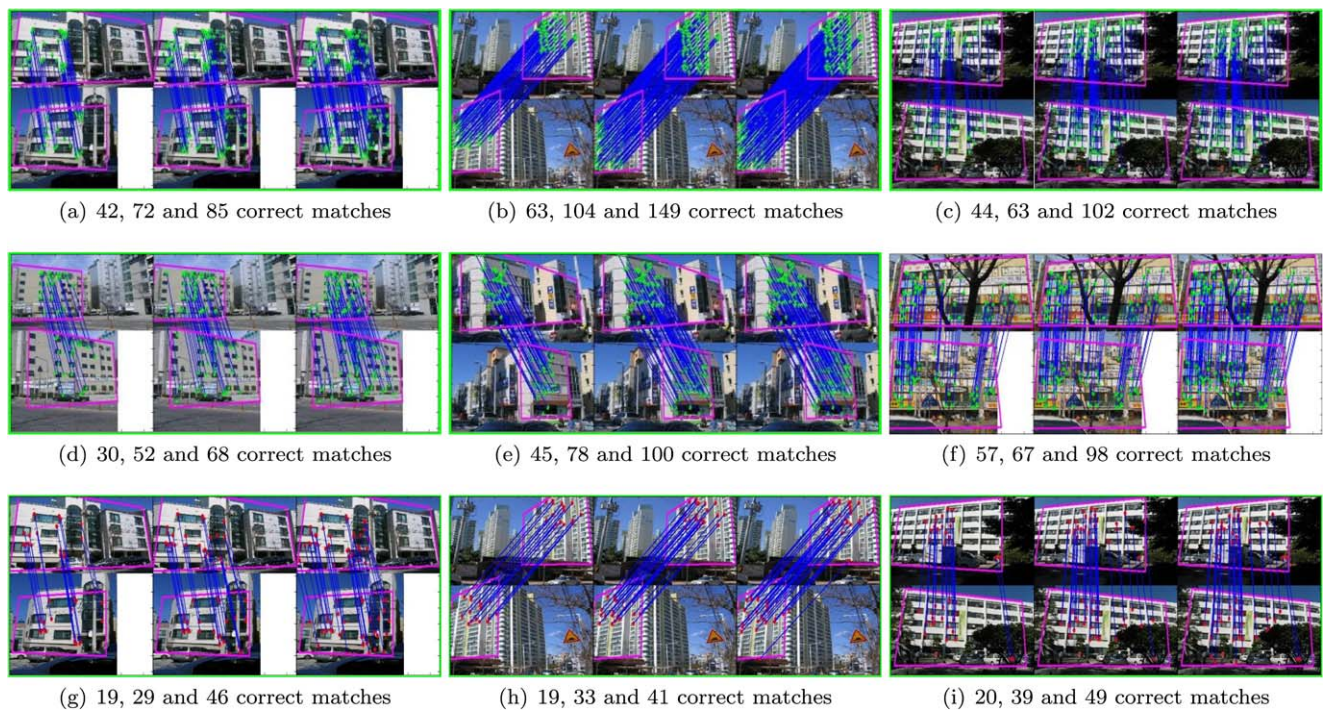 (a) 42, 72 and 85 correct matches
(b) 63, 104 and 149 correct matches
(c) 44, 63 and 102 correct matches
(d) 30, 52 and 68 correct matches
(e) 45, 78 and 100 correct matches
(f) 57, 67 and 98 correct matches
(g) 19, 29 and 46 correct matches
(h) 19, 33 and 41 correct matches
(i) 20, 39 and 49 correct matches